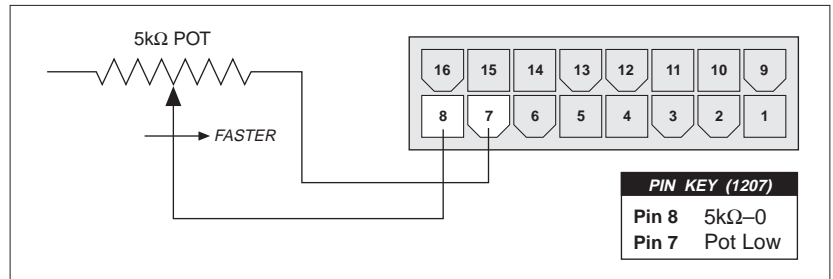 5kΩ POT
16 15 14 13 12 11 10 9
8 7 6 5 4 3 2 1
FASTER
PIN KEY (1207)
Pin 8 5kΩ–0
Pin 7 Pot Low